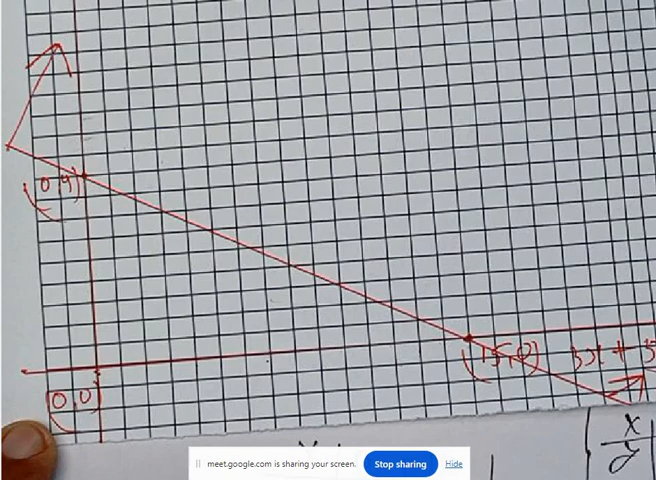 (0,4)
(15,0)
(0,0)
x
y
meet.google.com is sharing your screen. Stop sharing Hide